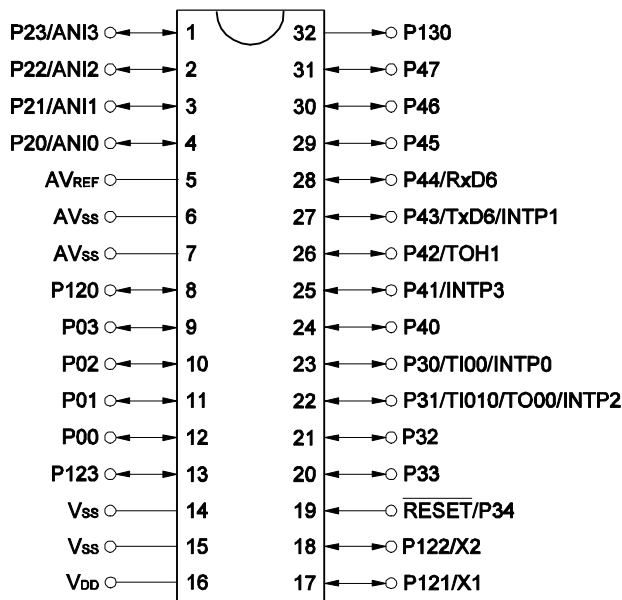 P23/ANI3 1 32 P130
P22/ANI2 2 31 P47
P21/ANI1 3 30 P46
P20/ANI0 4 29 P45
AVREF 5 28 P44/RxD6
AVss 6 27 P43/TxD6/INTP1
AVss 7 26 P42/TOH1
P120 8 25 P41/INTP3
P03 9 24 P40
P02 10 23 P30/TI00/INTP0
P01 11 22 P31/TI010/TO00/INTP2
P00 12 21 P32
P123 13 20 P33
Vss 14 19 RESET/P34
Vss 15 18 P122/X2
VDD 16 17 P121/X1